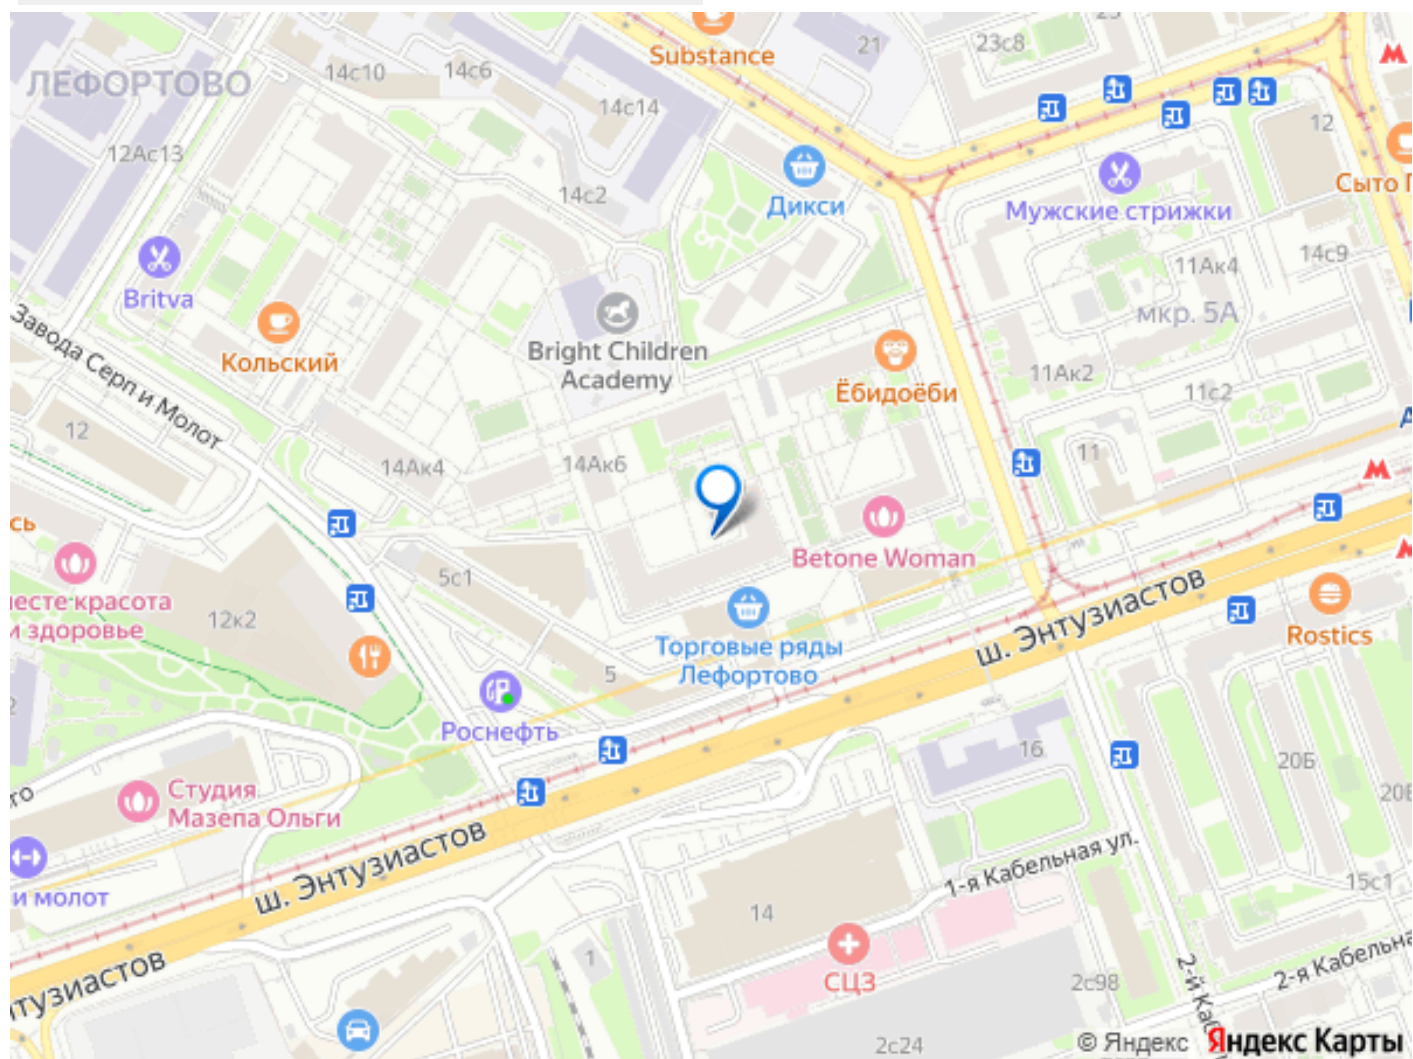 Substance
21
23с8
ЛЕФОРТОВО
14с10
14с6
14с14
12
12Ас13
Дикси
Мужские стрижки
Сыто
14с2
Britva
11Ак4
14с9
мкр. 5А
Завода Серп и Молот
Кольский
Bright Children
Academy
Ёбидоёби
11Ак2
11с2
12
14Ак4
14Ак6
11
Betone Woman
5с1
12к2
красота
и здоровье
Торговые ряды
Лефортово
ш. Энтузиастов
Rostics
5
Роснефть
16
20Б
Студия
Мазепа Ольги
ш. Энтузиастов
1-я Кабельная ул.
15с1
и молот
14
СЦЗ
1
2с98
2-я
2с24
© Яндекс
Яндекс Карты